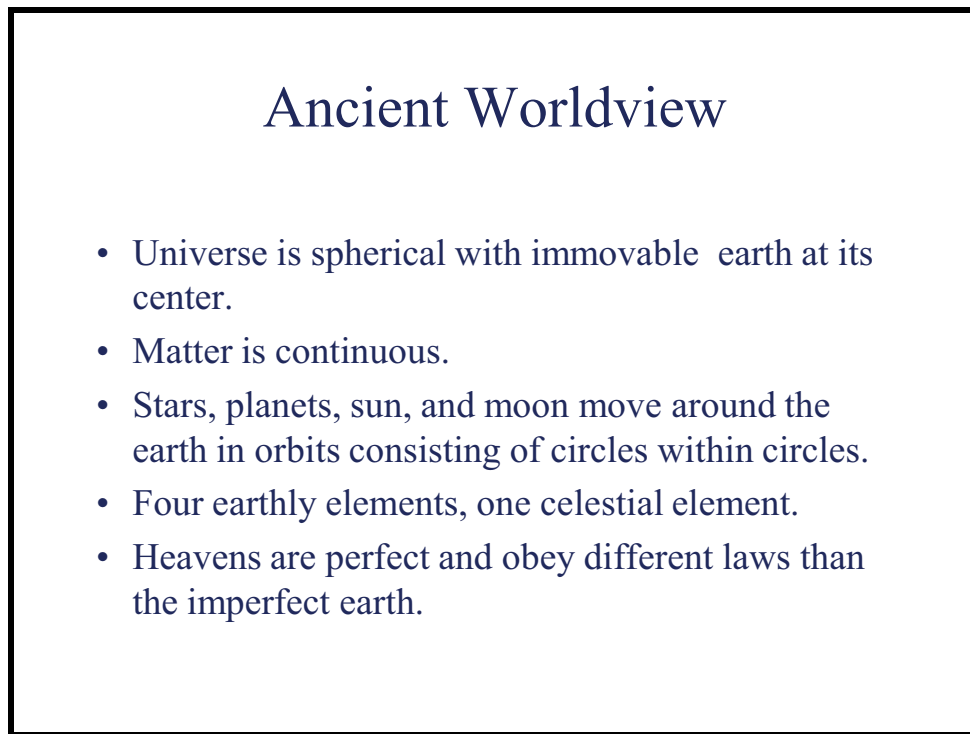 Ancient Worldview
• Universe is spherical with immovable  earth at its
center.
• Matter is continuous.
• Stars, planets, sun, and moon move around the
earth in orbits consisting of circles within circles.
• Four earthly elements, one celestial element.
• Heavens are perfect and obey different laws than
the imperfect earth.